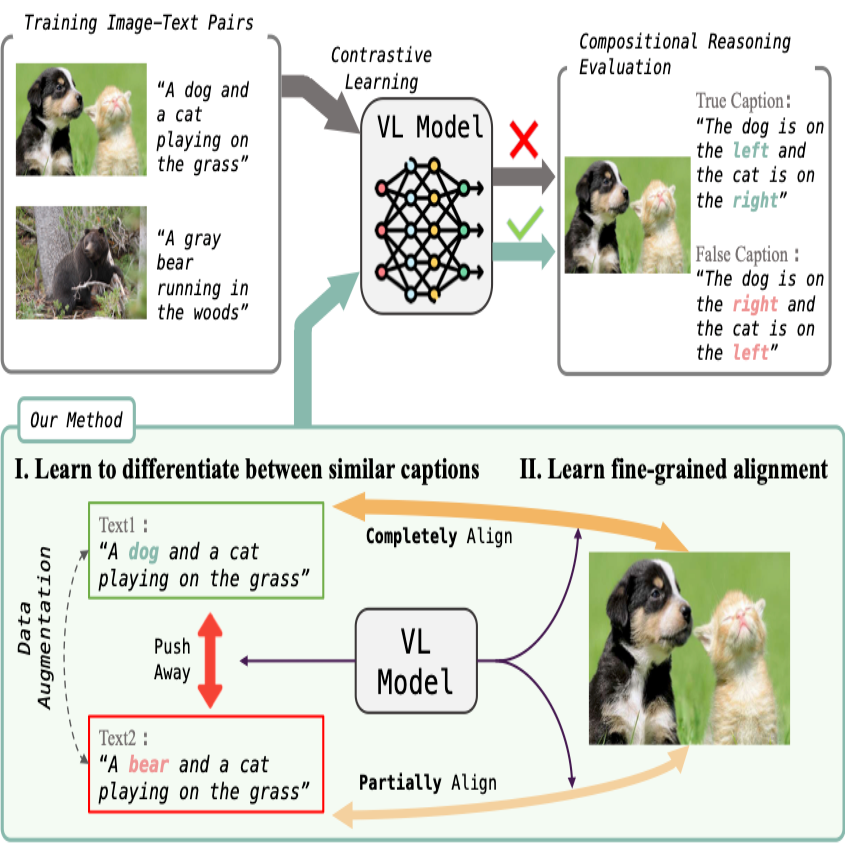 Training Image-Text Pairs
“A dog and
a cat
playing on
the grass”
“A gray
bear
running in
the woods”
Contrastive
Learning
VL Model
Compositional Reasoning
Evaluation
True Caption:
“The dog is on
the left and
the cat is on
the right”
False Caption :
“The dog is on
the right and
the cat is on
the left”
Our Method
I. Learn to differentiate between similar captions
II. Learn fine-grained alignment
Data
Augmentation
Text1 :
“A dog and a cat
playing on the grass”
Push
Away
Text2 :
“A bear and a cat
playing on the grass”
VL
Model
Completely Align
Partially Align